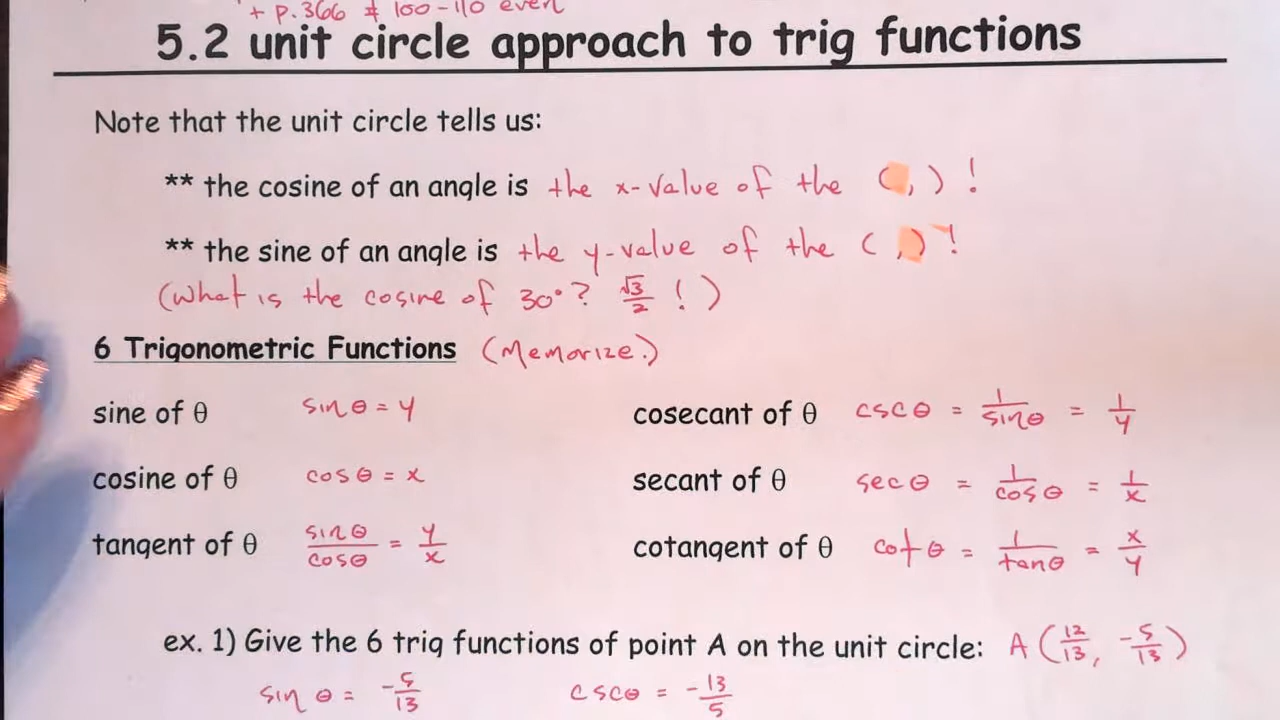 + p.366 # 100-110 even
5.2 unit circle approach to trig functions
Note that the unit circle tells us:
** the cosine of an angle is the x-value of the ( , ) !
** the sine of an angle is the y-value of the ( , ) !
(What is the cosine of 30°? √3/2 ! )
6 Trigonometric Functions (Memorize.)
sine of θ sin θ = y cosecant of θ csc θ = 1/sin θ = 1/y
cosine of θ cos θ = x secant of θ sec θ = 1/cos θ = 1/x
tangent of θ sin θ/cos θ = y/x cotangent of θ cot θ = 1/tan θ = x/y
ex. 1) Give the 6 trig functions of point A on the unit circle: A (12/13, -5/13)
sin θ = -5/13 csc θ = -13/5